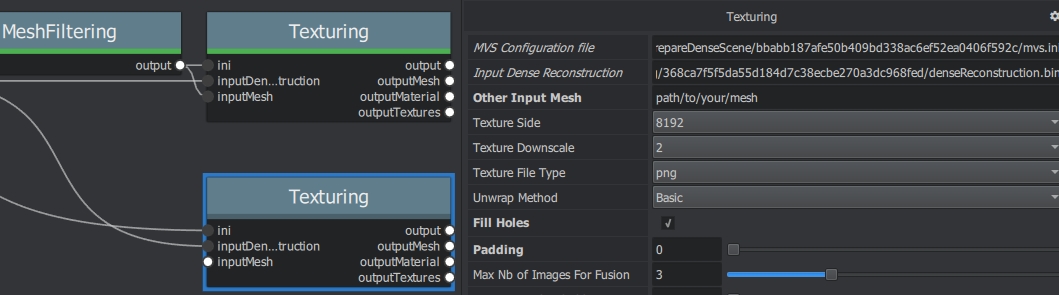 MeshFiltering
output
Texturing
ini
inputDen...truction
inputMesh
output
outputMesh
outputMaterial
outputTextures
Texturing
ini
inputDen...truction
inputMesh
output
outputMesh
outputMaterial
outputTextures
Texturing
MVS Configuration file repareDenseScene/bbabb187afe50b409bd338ac6ef52ea0406f592c/mvs.ini
Input Dense Reconstruction /368ca7f5f5da55d184d7c38ecbe270a3dc968fed/denseReconstruction.bin
Other Input Mesh path/to/your/mesh
Texture Side 8192
Texture Downscale 2
Texture File Type png
Unwrap Method Basic
Fill Holes √
Padding 0
Max Nb of Images For Fusion 3